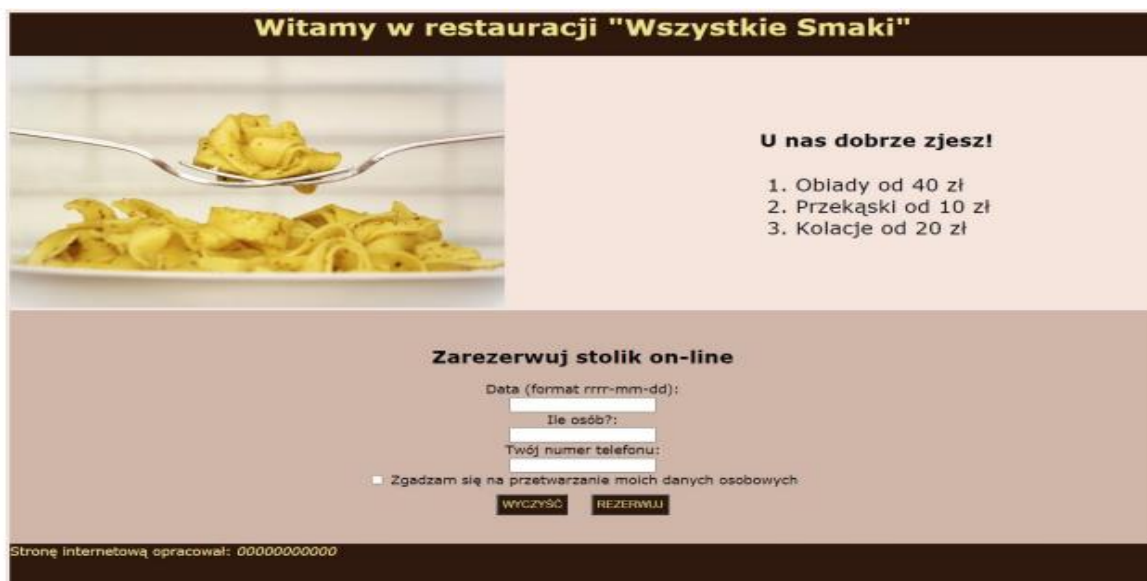 Witamy w restauracji "Wszystkie Smaki"
U nas dobrze zjesz!
1. Obiady od 40 zł
2. Przekąski od 10 zł
3. Kolacje od 20 zł
Zarezerwuj stolik on-line
Data (format rrrr-mm-dd):
Ile osób?:
Twój numer telefonu:
Zgadzam się na przetwarzanie moich danych osobowych
WYCZYŚĆ REZERWUJ
Stronę internetową opracował: 00000000000